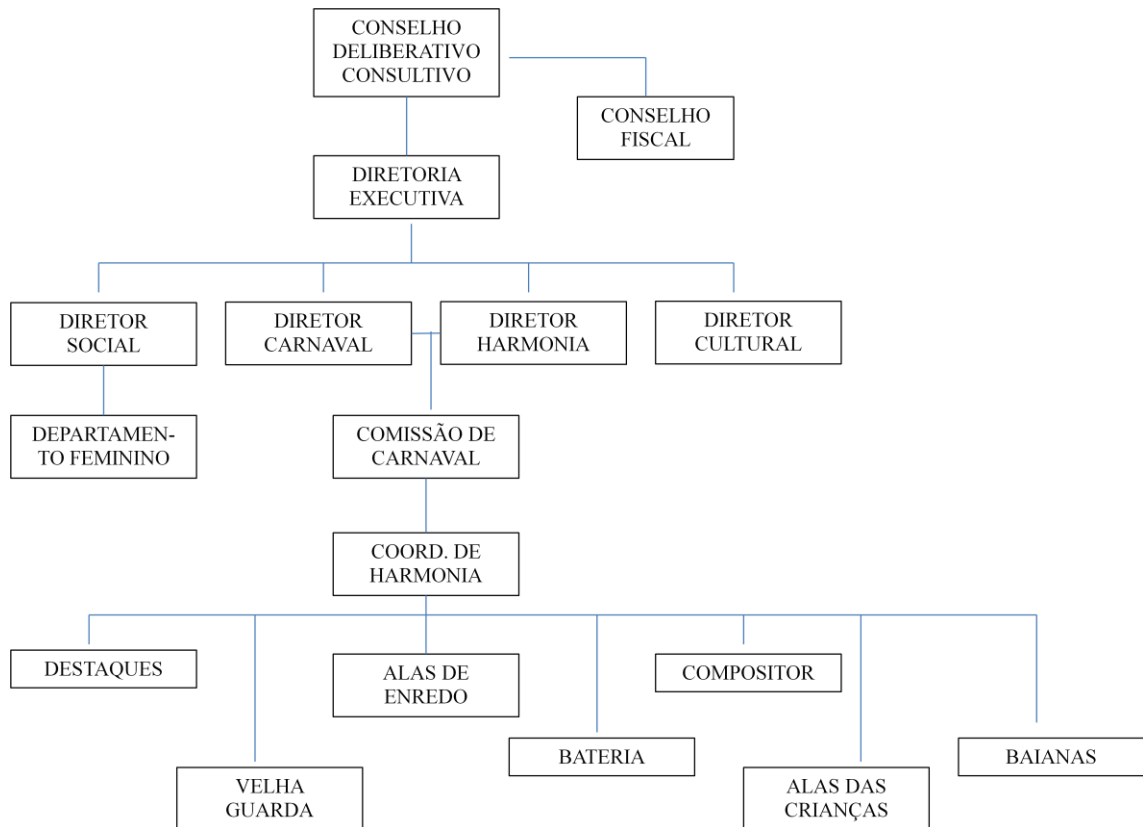 CONSELHO
DELIBERATIVO
CONSULTIVO
CONSELHO
FISCAL
DIRETORIA
EXECUTIVA
DIRETOR
SOCIAL
DIRETOR
CARNAVAL
DIRETOR
HARMONIA
DIRETOR
CULTURAL
DEPARTAMEN-
TO FEMININO
COMISSÃO DE
CARNAVAL
COORD. DE
HARMONIA
DESTAQUES
ALAS DE
ENREDO
COMPOSITOR
BATERIA
BAIANAS
VELHA
GUARDA
ALAS DAS
CRIANÇAS